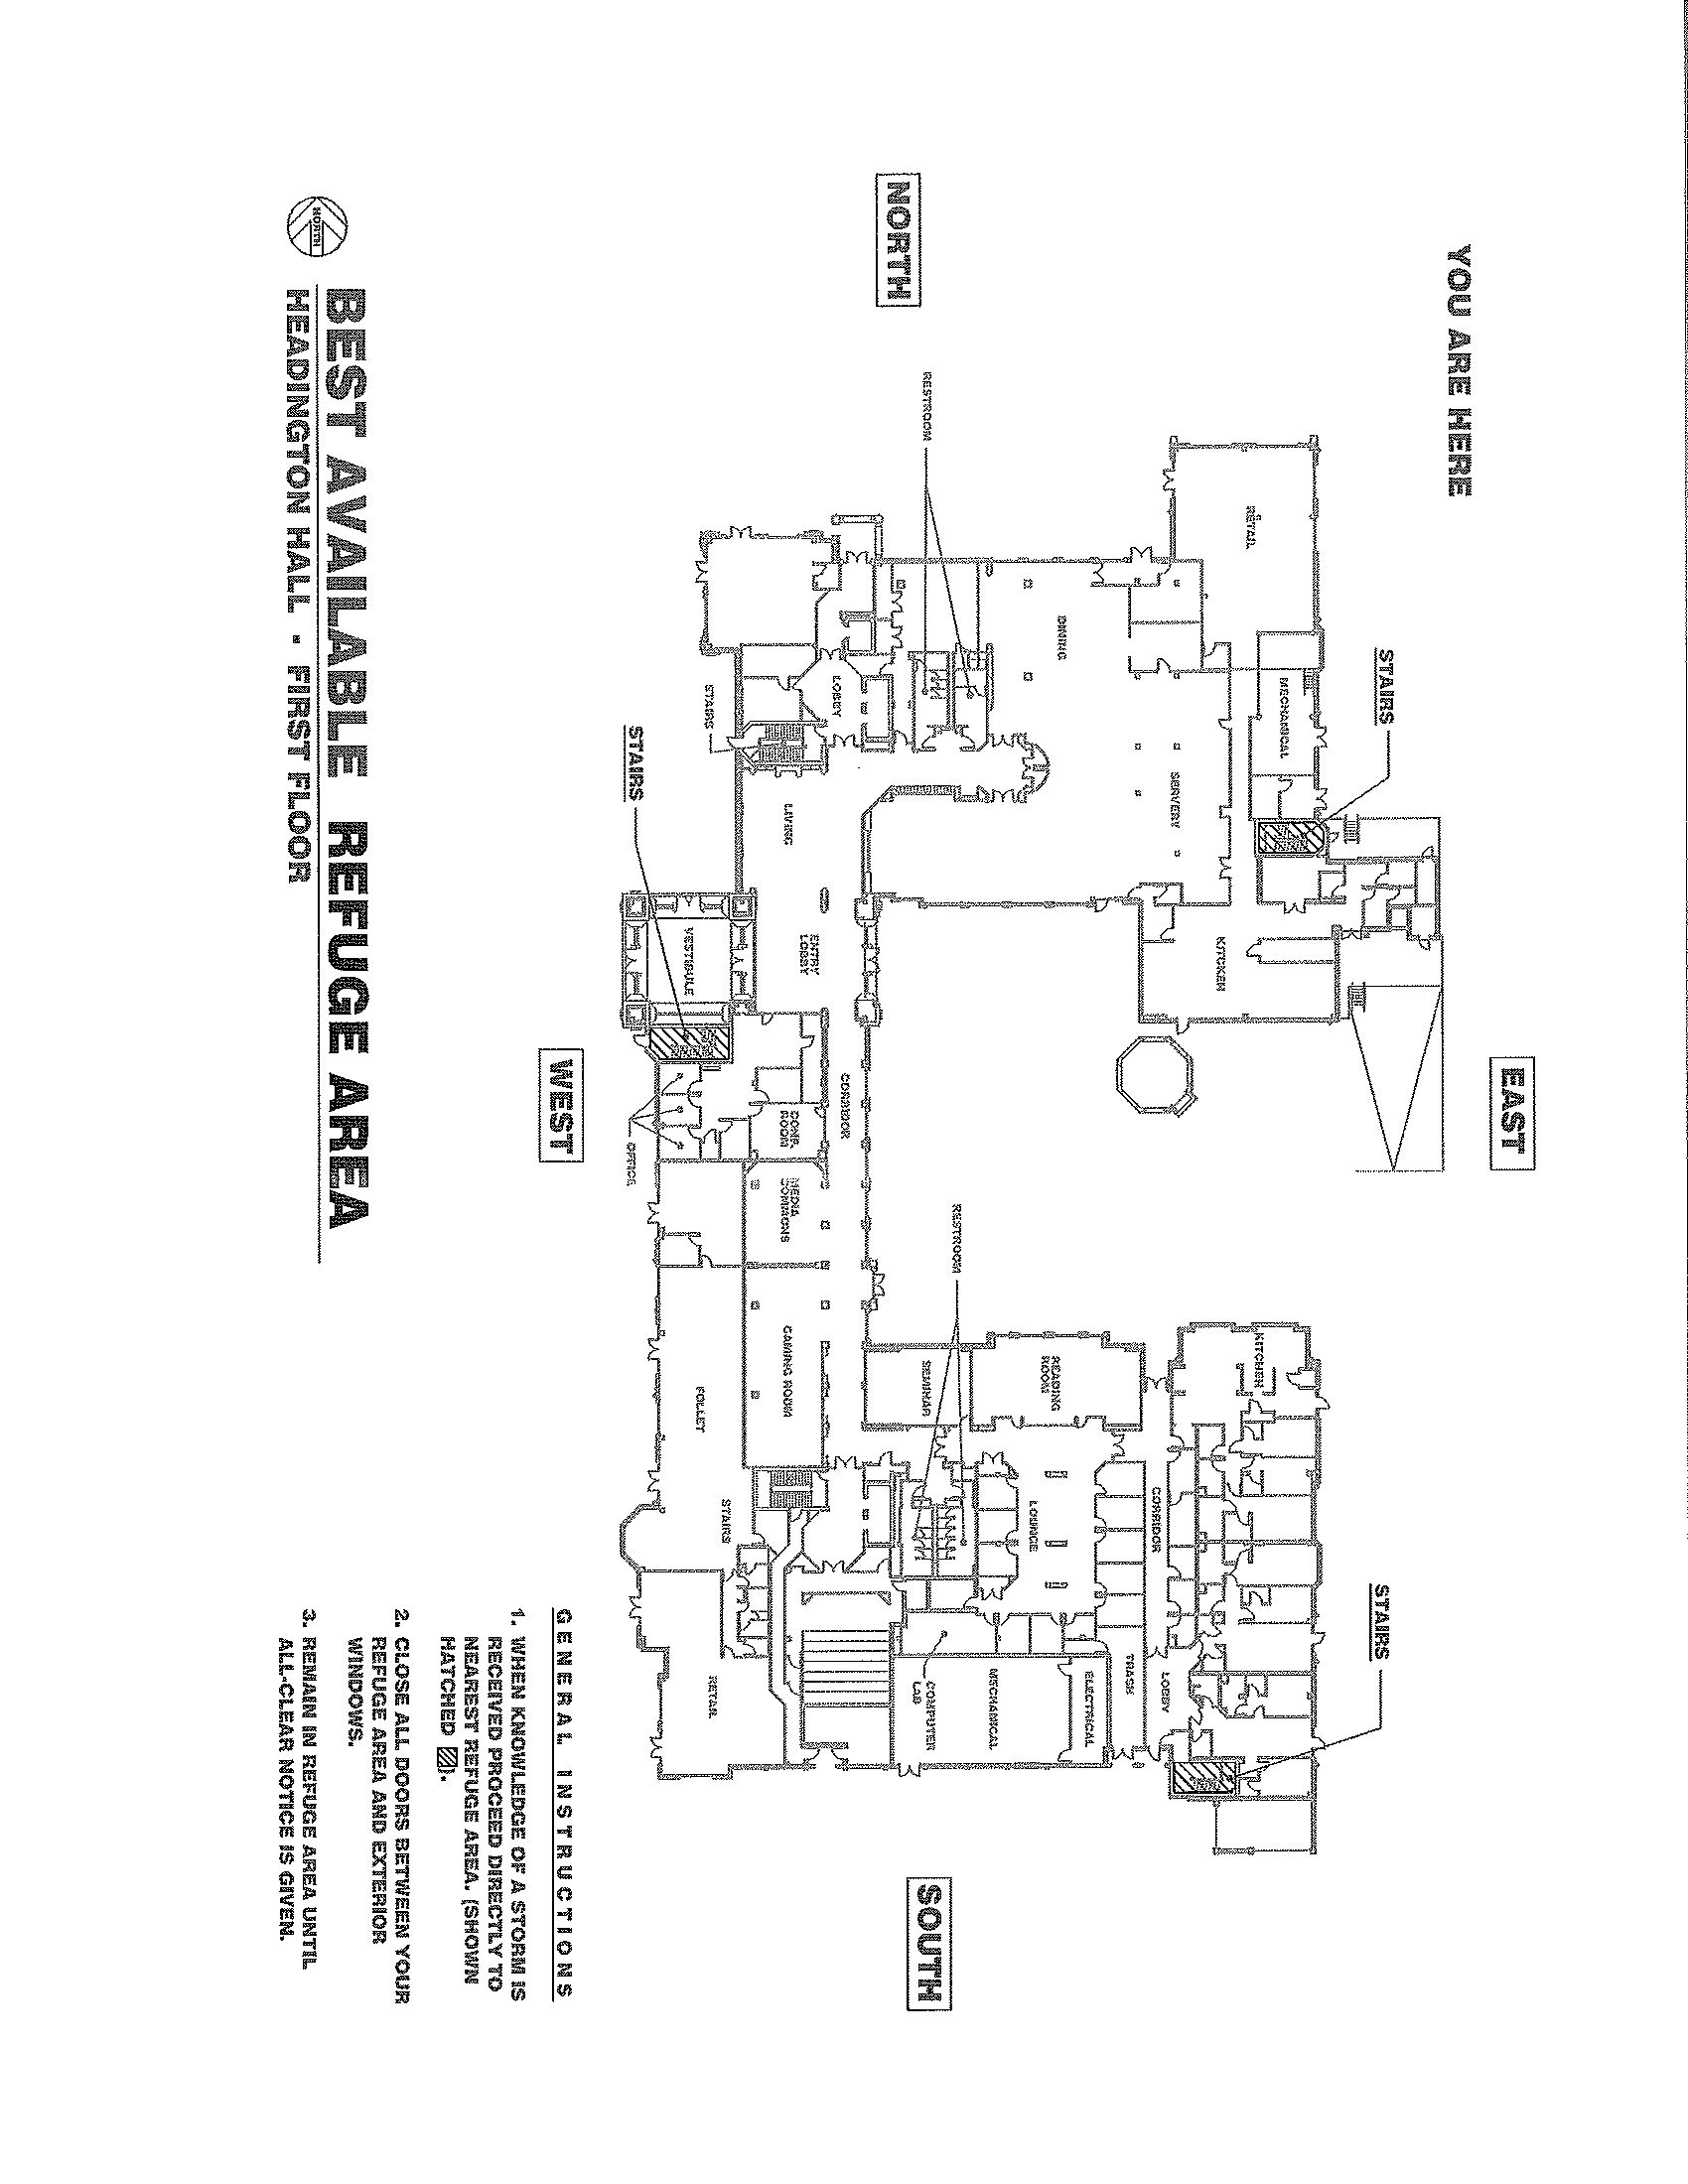 YOU ARE HERE
EAST
STAIRS
STAIRS
RETAIL
MECHANICAL
KITCHEN
KITCHEN
SERVERY
CORRIDOR
LOBBY
TRASH
DINING
READING
ROOM
LOUNGE
ELECTRICAL
MECHANICAL
RESTROOM
RESTROOM
SEMINAR
COMPUTER
LAB
NORTH
SOUTH
LOBBY
CORRIDOR
LIVING
ENTRY
LOBBY
CONF.
ROOM
MEDIA
COMMONS
GAMING ROOM
STAIRS
VESTIBULE
FOLLET
STAIRS
RETAIL
STAIRS
OFFICE
WEST
GENERAL INSTRUCTIONS
1. WHEN KNOWLEDGE OF A STORM IS
RECEIVED PROCEED DIRECTLY TO
NEAREST REFUGE AREA. (SHOWN
HATCHED ).
2. CLOSE ALL DOORS BETWEEN YOUR
REFUGE AREA AND EXTERIOR
WINDOWS.
3. REMAIN IN REFUGE AREA UNTIL
ALL-CLEAR NOTICE IS GIVEN.
NORTH
BEST AVAILABLE REFUGE AREA
HEADINGTON HALL - FIRST FLOOR